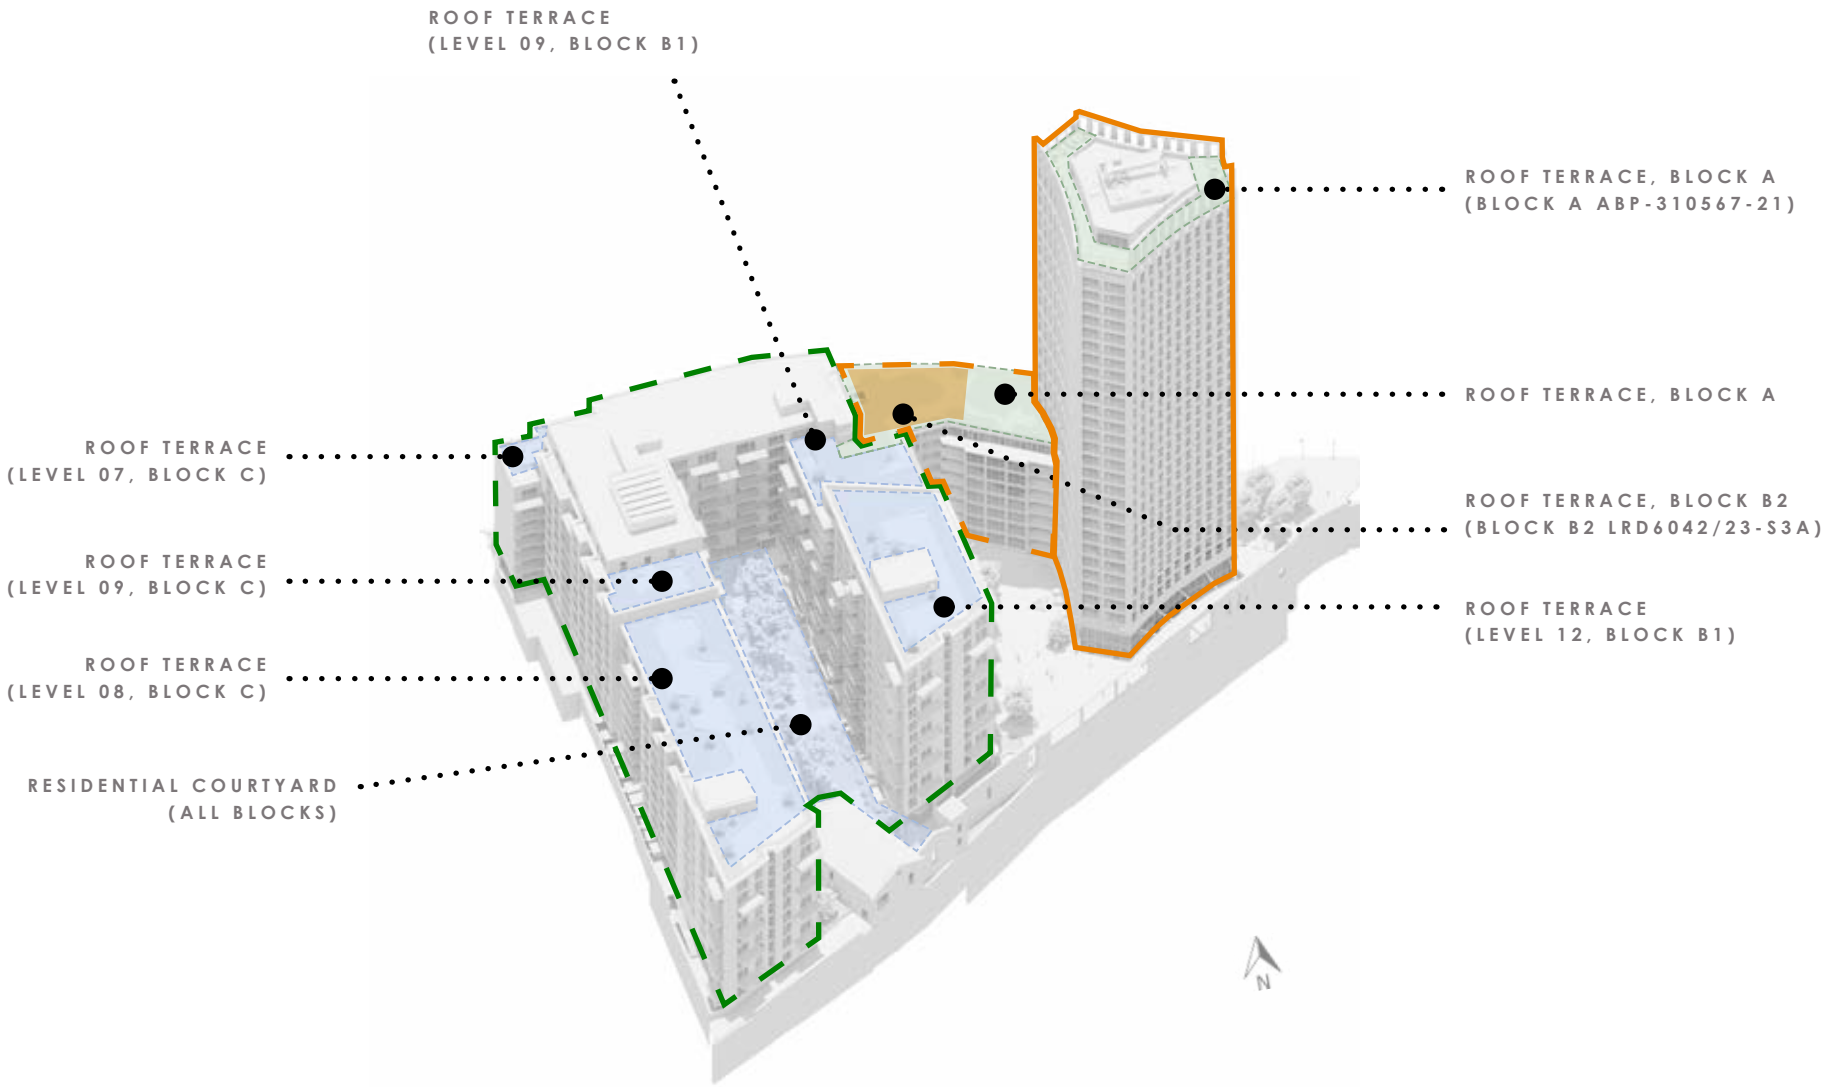 ROOF TERRACE
(LEVEL 09, BLOCK B1)
ROOF TERRACE, BLOCK A
(BLOCK A ABP-310567-21)
ROOF TERRACE, BLOCK A
ROOF TERRACE
(LEVEL 07, BLOCK C)
ROOF TERRACE, BLOCK B2
(BLOCK B2 LRD6042/23-S3A)
ROOF TERRACE
(LEVEL 09, BLOCK C)
ROOF TERRACE
(LEVEL 12, BLOCK B1)
ROOF TERRACE
(LEVEL 08, BLOCK C)
RESIDENTIAL COURTYARD
(ALL BLOCKS)
N